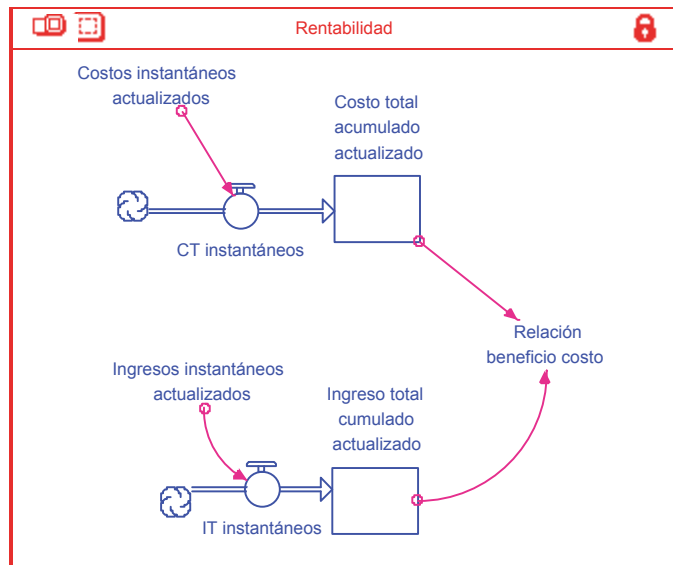 Rentabilidad
Costos instantáneos
actualizados
Costo total
acumulado
actualizado
CT instantáneos
Relación
beneficio costo
Ingresos instantáneos
actualizados
Ingreso total
cumulado
actualizado
IT instantáneos